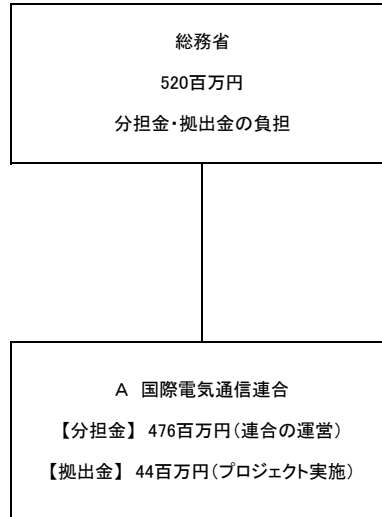 総務省
520百万円
分担金・拠出金の負担
A 国際電気通信連合
【分担金】 476百万円(連合の運営)
【拠出金】 44百万円(プロジェクト実施)